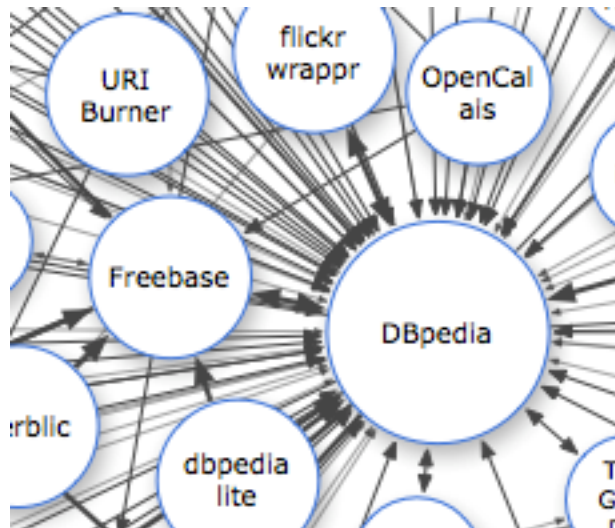 URI
Burner
flickr
wrappr
OpenCal
ais
Freebase
DBpedia
erblic
dbpedia
lite
T
G